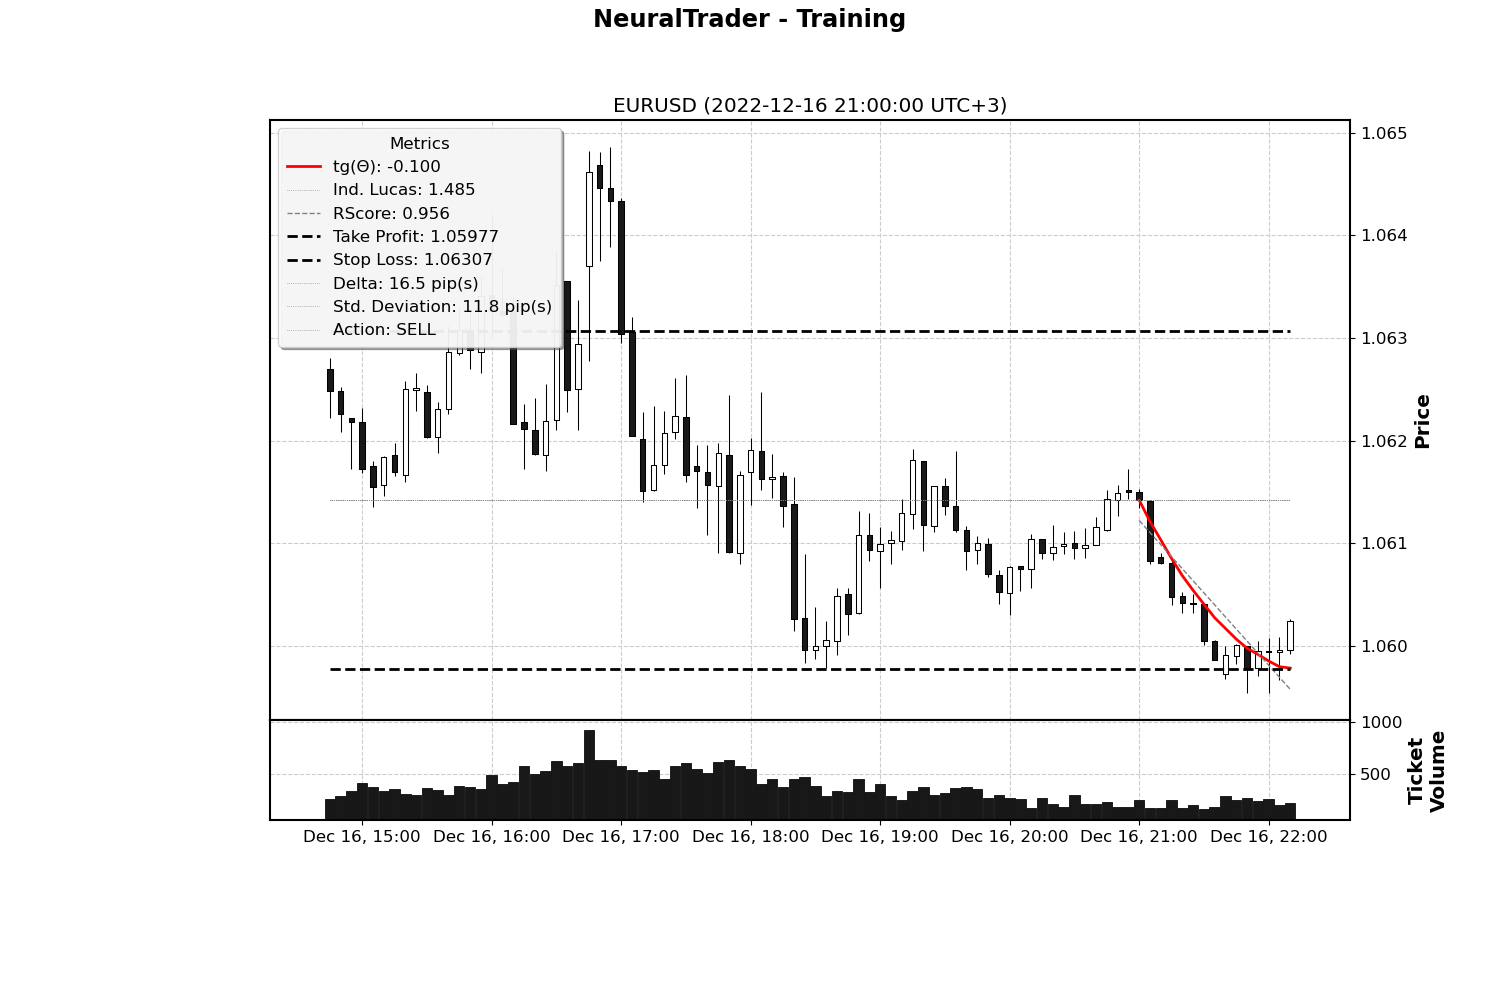 NeuralTrader - Training
EURUSD (2022-12-16 21:00:00 UTC+3)
Metrics
tg(Θ): -0.100
Ind. Lucas: 1.485
RScore: 0.956
Take Profit: 1.05977
Stop Loss: 1.06307
Delta: 16.5 pip(s)
Std. Deviation: 11.8 pip(s)
Action: SELL
1.065
1.064
1.063
1.062
1.061
1.060
Price
1000
500
Ticket
Volume
Dec 16, 15:00 Dec 16, 16:00 Dec 16, 17:00 Dec 16, 18:00 Dec 16, 19:00 Dec 16, 20:00 Dec 16, 21:00 Dec 16, 22:00